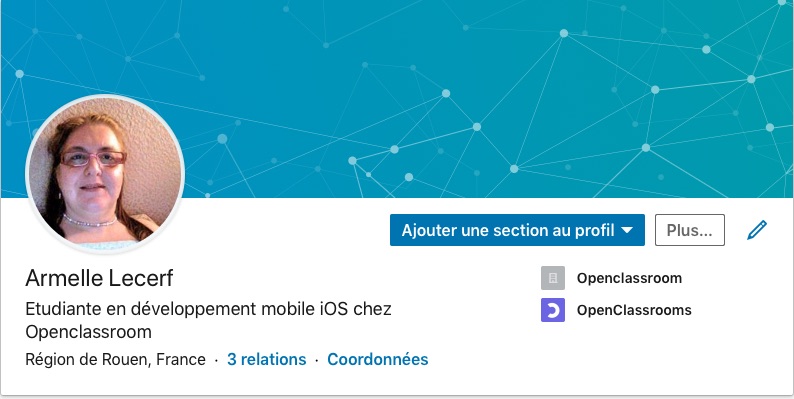 Ajouter une section au profil
Plus...
Armelle Lecerf
Etudiante en développement mobile iOS chez
Openclassroom
Région de Rouen, France · 3 relations · Coordonnées
Openclassroom
OpenClassrooms